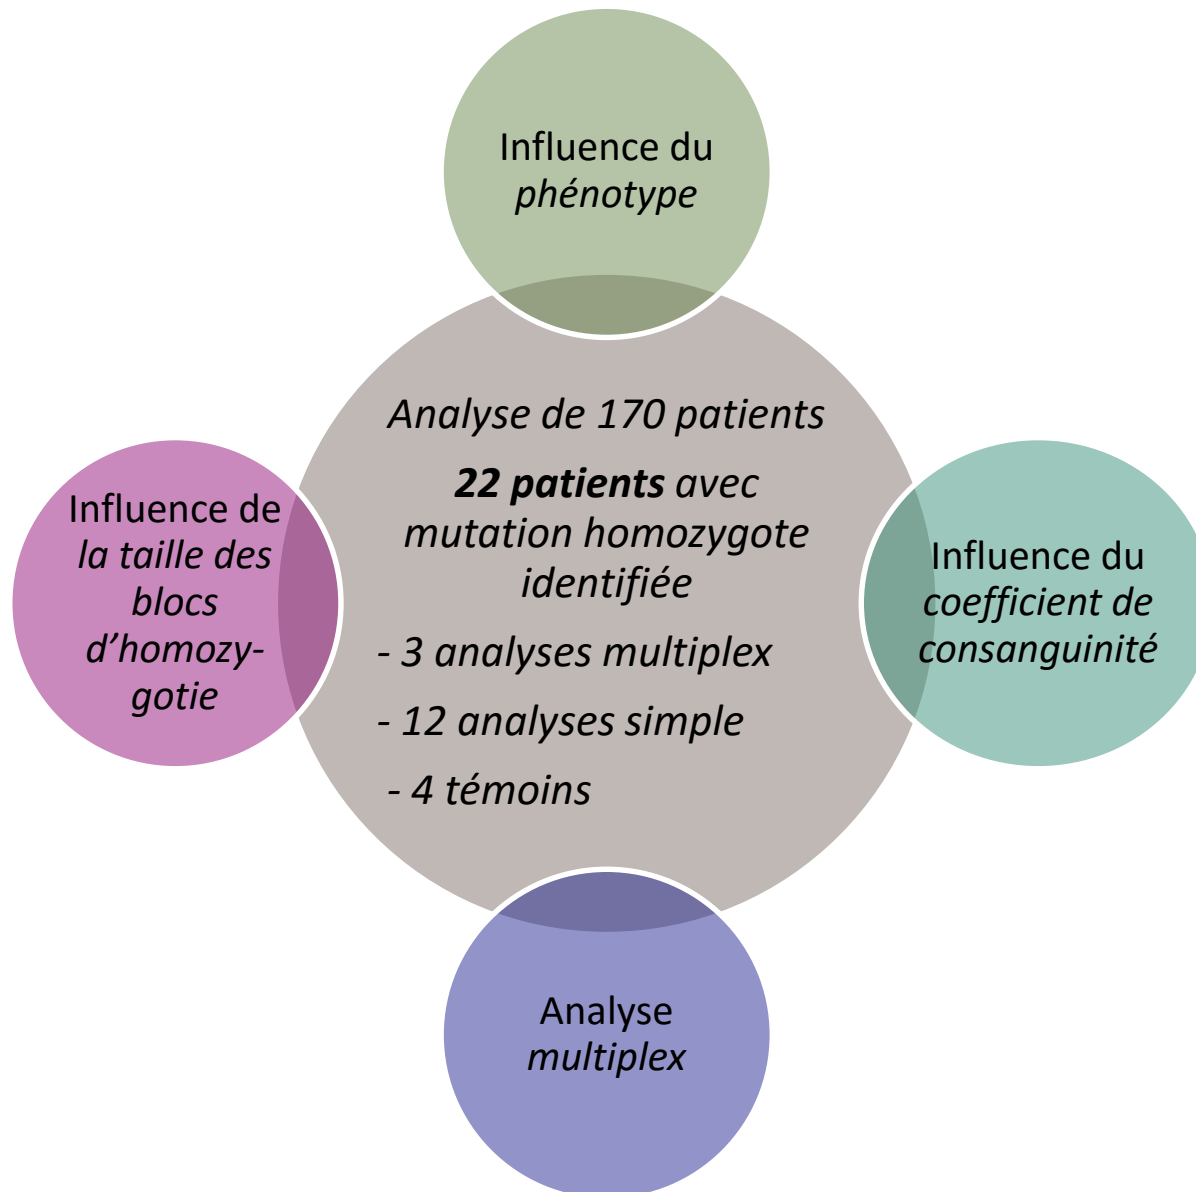 Influence du
phénotype
Analyse de 170 patients
22 patients avec
mutation homozygote
identifiée
- 3 analyses multiplex
- 12 analyses simple
- 4 témoins
Influence de
la taille des
blocs
d’homozy-
gotie
Influence du
coefficient de
consanguinité
Analyse
multiplex